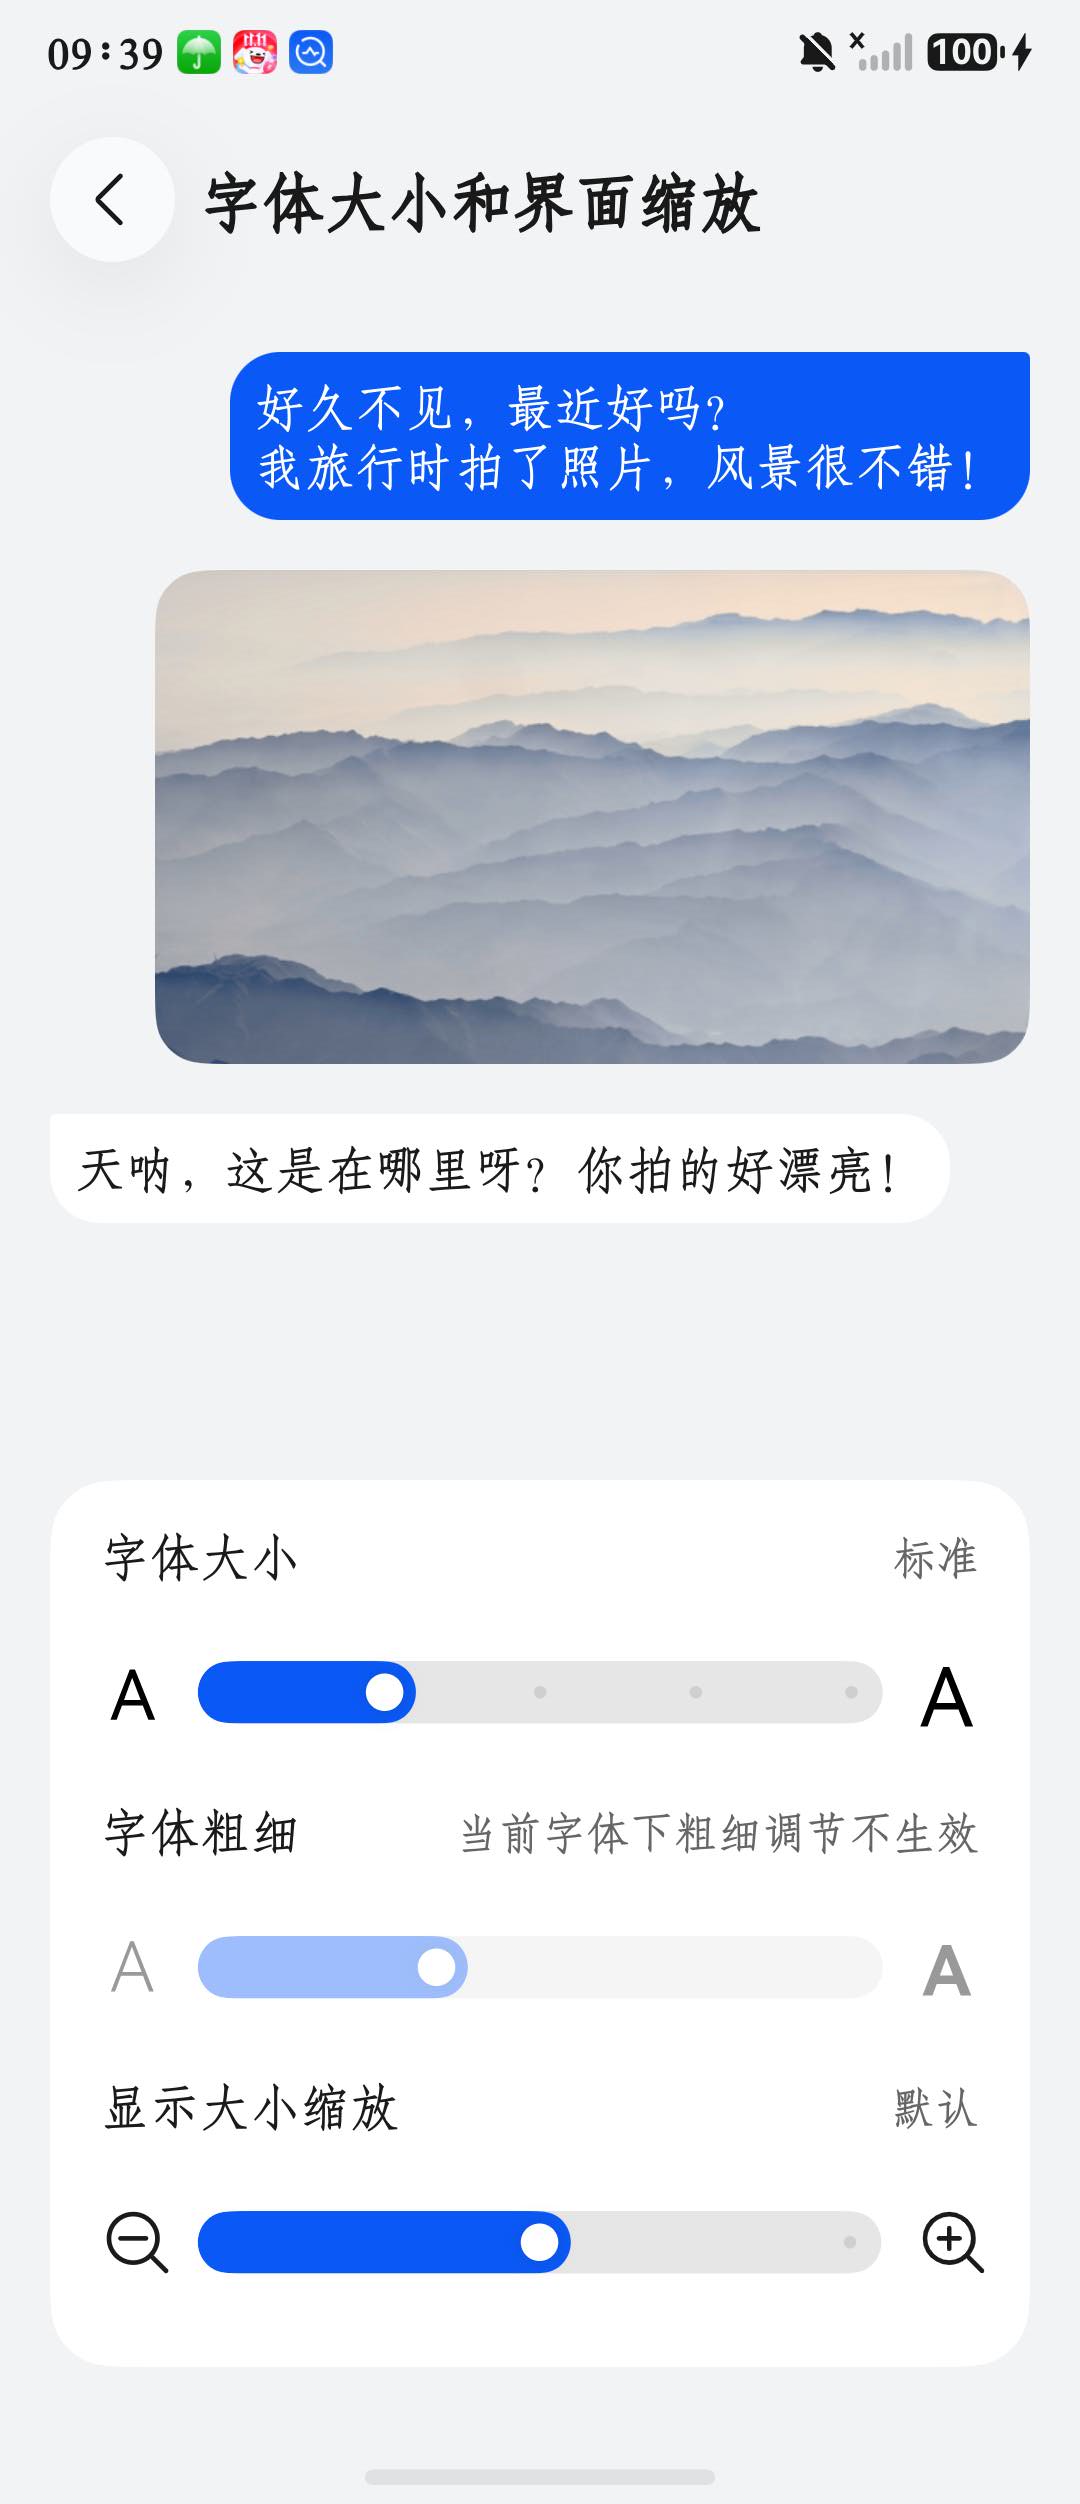 09:39
11.11
100
字体大小和界面缩放
好久不见，最近好吗？
我旅行时拍了照片，风景很不错！
天呐，这是在哪里呀？你拍的好漂亮！
字体大小 标准
A A
字体粗细 当前字体下粗细调节不生效
A A
显示大小缩放 默认